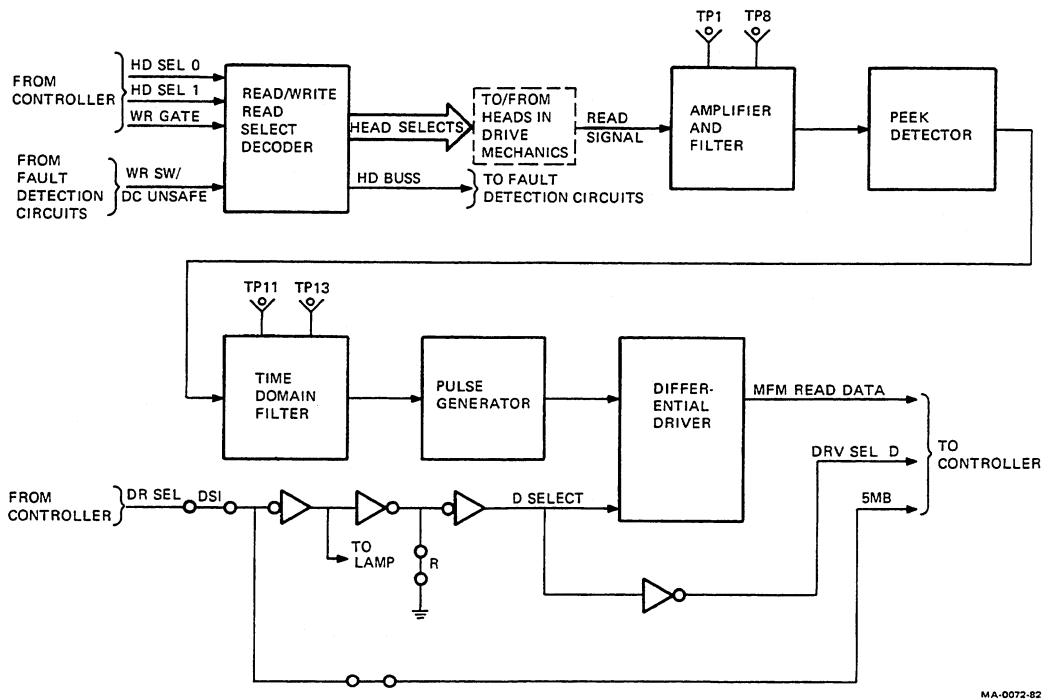 TP1
TP8
FROM
CONTROLLER
HD SEL 0
HD SEL 1
WR GATE
READ/WRITE
READ
SELECT
DECODER
HEAD SELECTS
TO/FROM
HEADS IN
DRIVE
MECHANICS
READ
SIGNAL
AMPLIFIER
AND
FILTER
PEEK
DETECTOR
FROM
FAULT
DETECTION
CIRCUITS
WR SW/
DC UNSAFE
HD BUSS
TO FAULT
DETECTION CIRCUITS
TP11
TP13
TIME
DOMAIN
FILTER
PULSE
GENERATOR
DIFFER-
ENTIAL
DRIVER
MFM READ DATA
DRV SEL D
5MB
TO
CONTROLLER
FROM
CONTROLLER
DR SEL
DSI
D SELECT
TO
LAMP
R
MA-0072-82